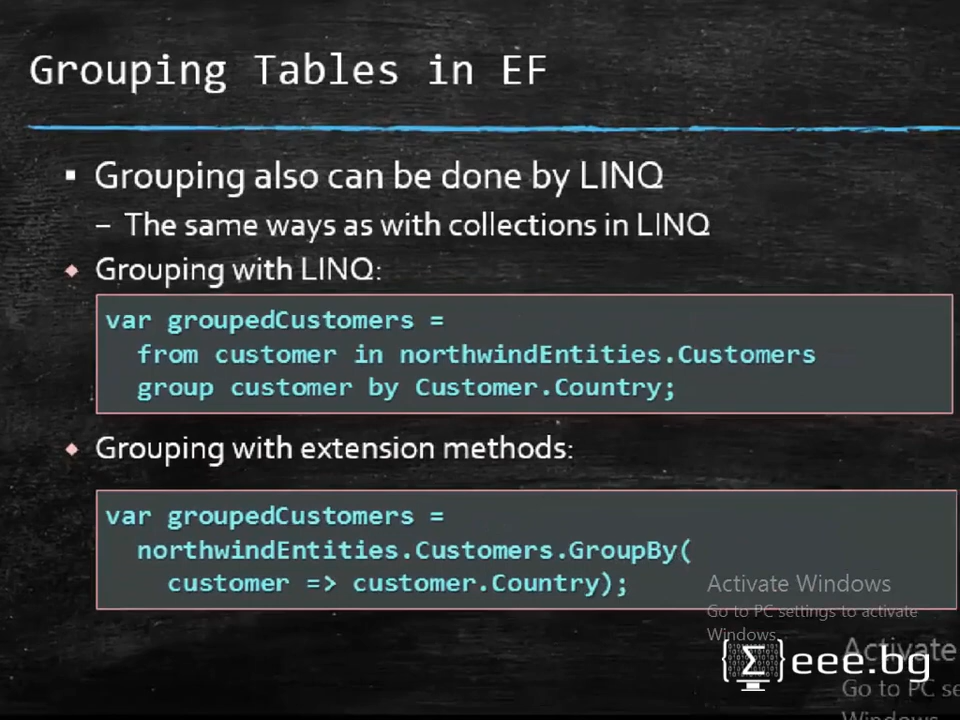 Grouping Tables in EF
▪ Grouping also can be done by LINQ
– The same ways as with collections in LINQ
◆ Grouping with LINQ:
var groupedCustomers =
from customer in northwindEntities.Customers
group customer by Customer.Country;
◆ Grouping with extension methods:
var groupedCustomers =
northwindEntities.Customers.GroupBy(
customer => customer.Country);
Activate Windows
Go to PC settings to activate
Windows.
{Σ}eee.bg
Activate
Go to PC se
Windows